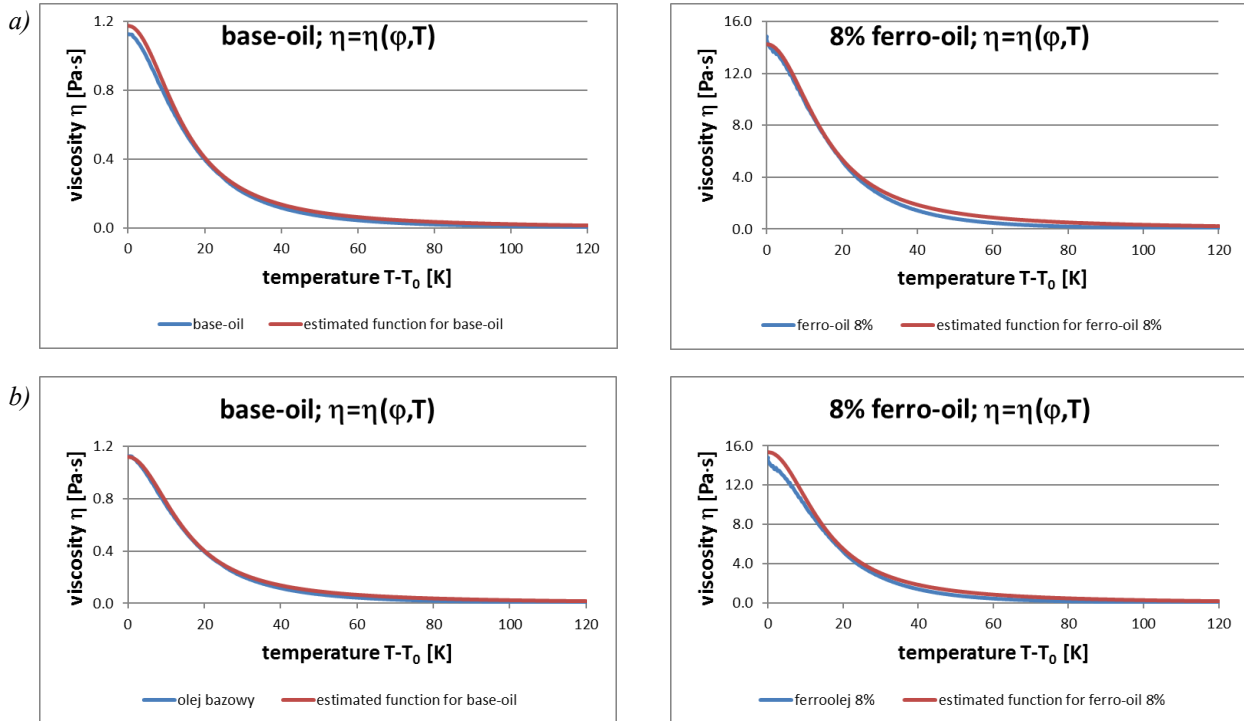 a)
base-oil; η=η(φ,T)
viscosity η [Pa·s]
1.2
0.8
0.4
0.0
0 20 40 60 80 100 120
temperature T-T₀ [K]
base-oil estimated function for base-oil
8% ferro-oil; η=η(φ,T)
viscosity η [Pa·s]
16.0
12.0
8.0
4.0
0.0
0 20 40 60 80 100 120
temperature T-T₀ [K]
ferro-oil 8% estimated function for ferro-oil 8%
b)
base-oil; η=η(φ,T)
viscosity η [Pa·s]
1.2
0.8
0.4
0.0
0 20 40 60 80 100 120
temperature T-T₀ [K]
olej bazowy estimated function for base-oil
8% ferro-oil; η=η(φ,T)
viscosity η [Pa·s]
16.0
12.0
8.0
4.0
0.0
0 20 40 60 80 100 120
temperature T-T₀ [K]
ferroolej 8% estimated function for ferro-oil 8%